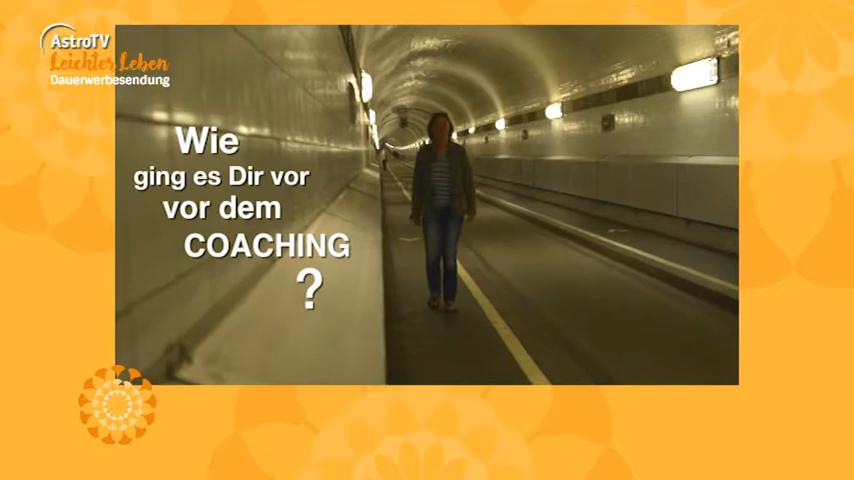 AstroTV
Leichter Leben
Dauerwerbesendung
Wie
ging es Dir vor
vor dem
COACHING
?